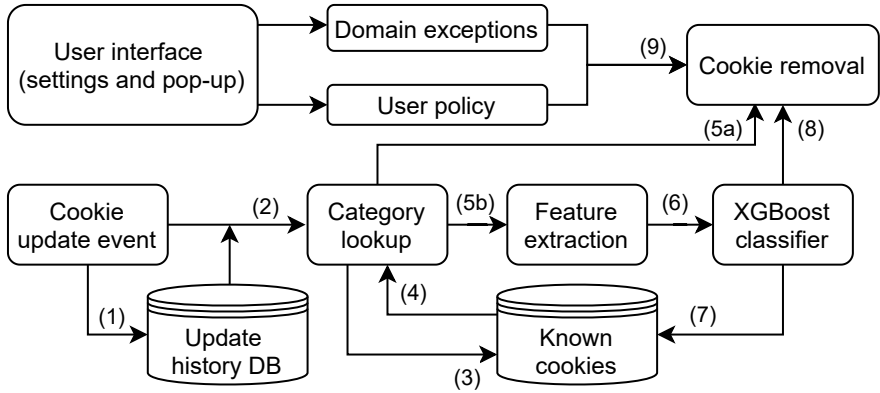 User interface
(settings and pop-up)
Domain exceptions
User policy
(9)
Cookie removal
(5a)
(8)
Cookie
update event
(2)
Category
lookup
(5b)
Feature
extraction
(6)
XGBoost
classifier
(1)
Update
history DB
(4)
(3)
Known
cookies
(7)